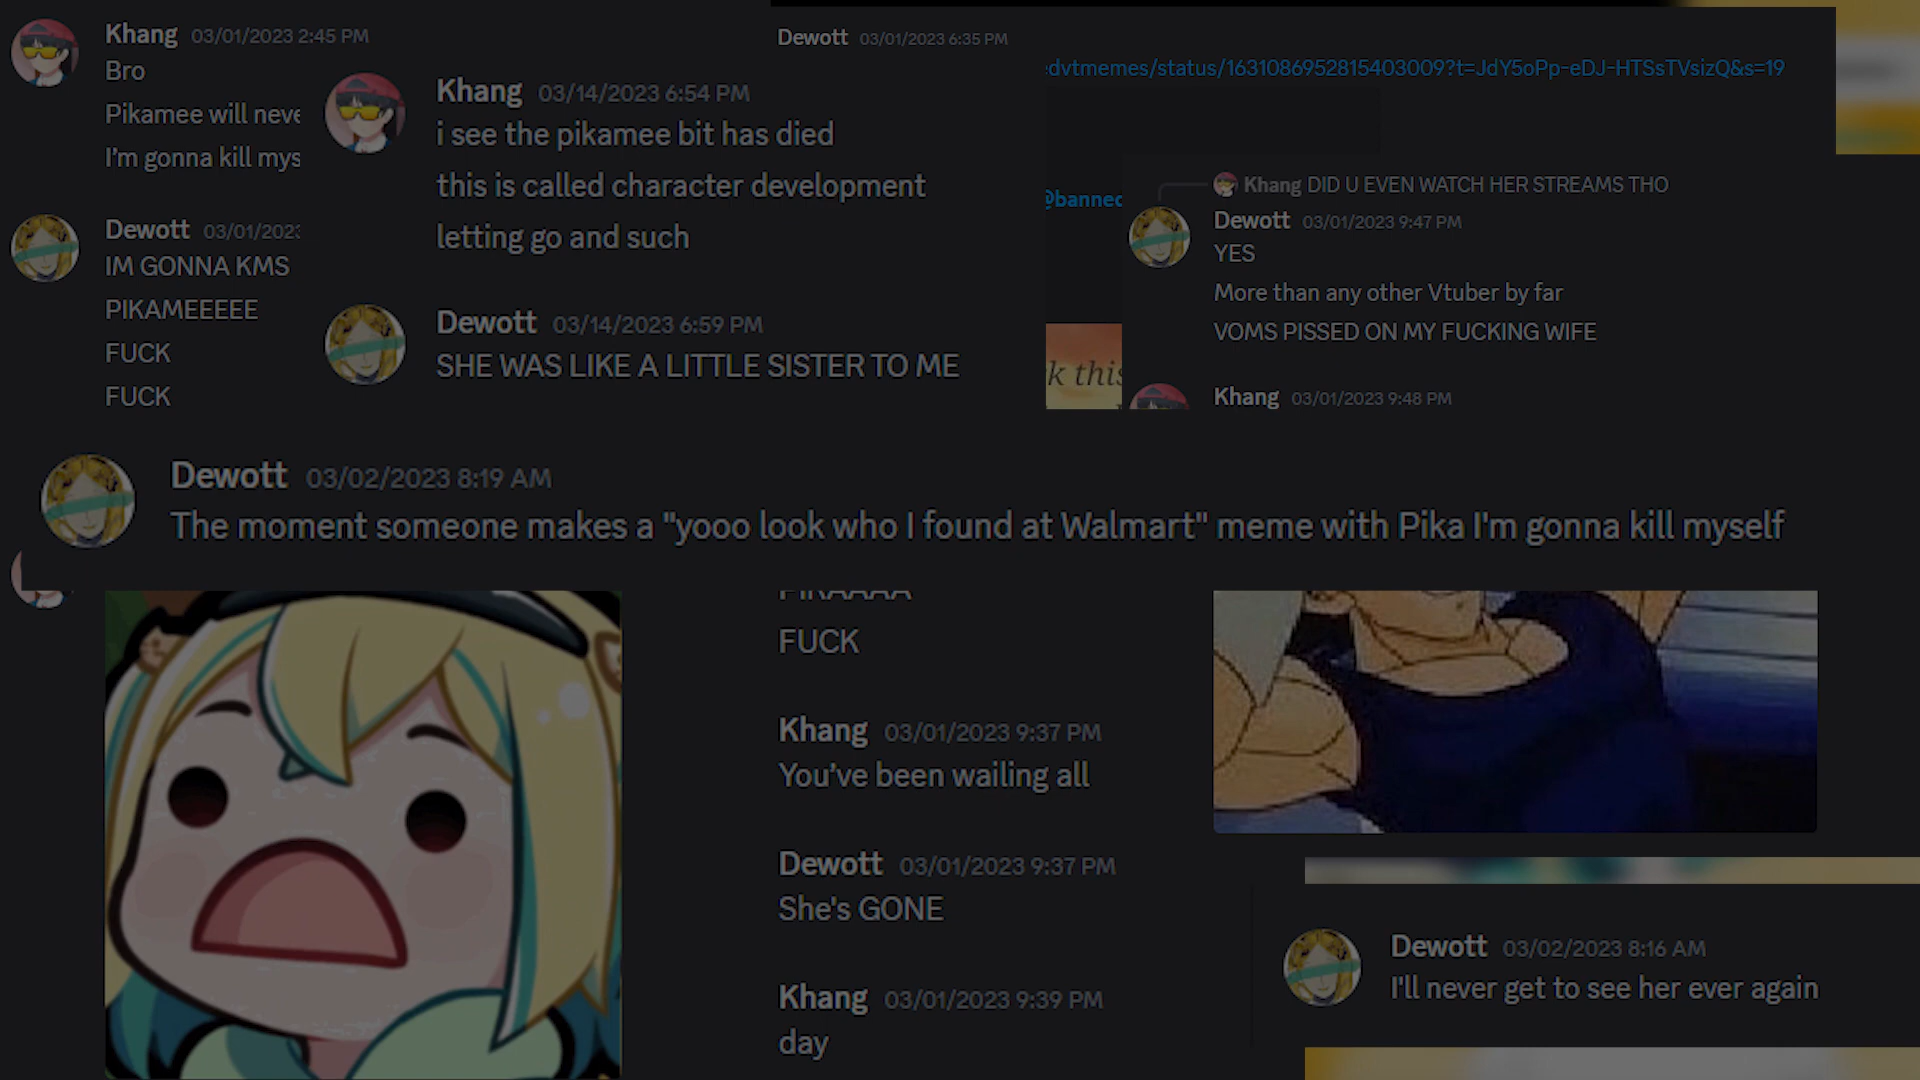 Khang 03/01/2023 2:45 PM
Bro
Pikamee will neve
I'm gonna kill mys
Dewott 03/01/2023
IM GONNA KMS
PIKAMEEEEE
FUCK
FUCK
Khang 03/14/2023 6:54 PM
i see the pikamee bit has died
this is called character development
letting go and such
Dewott 03/14/2023 6:59 PM
SHE WAS LIKE A LITTLE SISTER TO ME
Dewott 03/01/2023 6:35 PM
edvtmemes/status/1631086952815403009?t=JdY5oPp-eDJ-HTSsTVsizQ&s=19
@banned
k this
Khang DID U EVEN WATCH HER STREAMS THO
Dewott 03/01/2023 9:47 PM
YES
More than any other Vtuber by far
VOMS PISSED ON MY FUCKING WIFE
Khang 03/01/2023 9:48 PM
Dewott 03/02/2023 8:19 AM
The moment someone makes a "yooo look who I found at Walmart" meme with Pika I'm gonna kill myself
FUCK
Khang 03/01/2023 9:37 PM
You've been wailing all
Dewott 03/01/2023 9:37 PM
She's GONE
Khang 03/01/2023 9:39 PM
day
Dewott 03/02/2023 8:16 AM
I'll never get to see her ever again